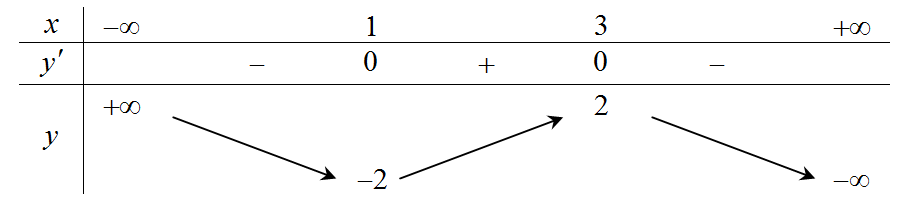 x −∞ 1 3 +∞
y′ − 0 + 0 −
+∞ 2
y
−2 −∞